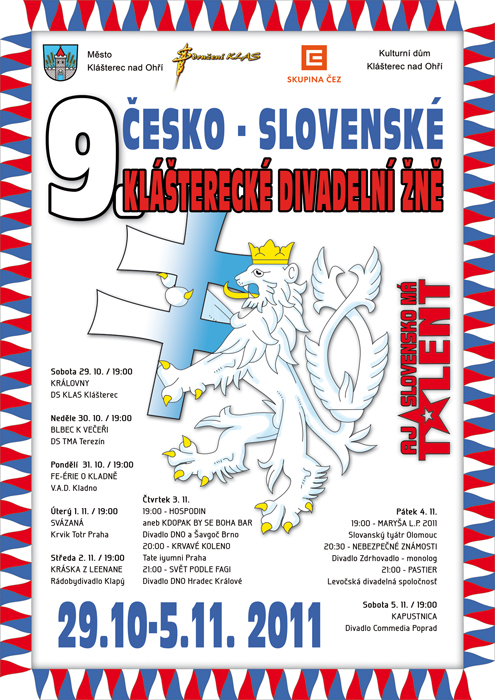 Město
Klášterec nad Ohří
Sdružení KLAS
SKUPINA ČEZ
Kulturní dům
Klášterec nad Ohří
9. ČESKO - SLOVENSKÉ
KLÁŠTERECKÉ DIVADELNÍ ŽNĚ
AJ SLOVENSKO MÁ
TALENT
Sobota 29. 10. / 19:00
KRÁLOVNY
DS KLAS Klášterec
Neděle 30. 10. / 19:00
BLBEC K VEČEŘI
DS TMA Terezín
Pondělí 31. 10. / 19:00
FE-ÉRIE O KLADNĚ
V.A.D. Kladno
Úterý 1. 11. / 19:00
SVÁZANÁ
Krvik Totr Praha
Středa 2. 11. / 19:00
KRÁSKA Z LEENANE
Rádobydivadlo Klapý
Čtvrtek 3. 11.
19:00 - HOSPODIN
aneb KDOPAK BY SE BOHA BAR
Divadlo DNO a Šavgoč Brno
20:00 - KRVAVÉ KOLENO
Tate iyumni Praha
21:00 - SVĚT PODLE FAGI
Divadlo DNO Hradec Králové
Pátek 4. 11.
19:00 - MARYŠA L.P. 2011
Slovanský tyátr Olomouc
20:30 - NEBEZPEČNÉ ZNÁMOSTI
Divadlo Zdrhovadlo - monolog
21:00 - PASTIER
Levočská divadelná spoločnosť
Sobota 5. 11. / 19:00
KAPUSTNICA
Divadlo Commedia Poprad
29.10-5.11. 2011